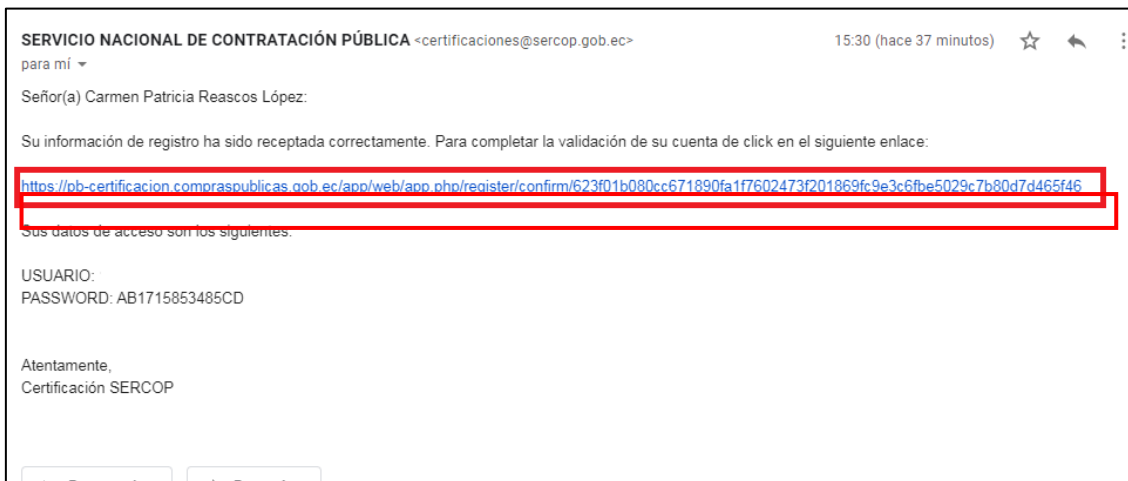 SERVICIO NACIONAL DE CONTRATACIÓN PÚBLICA <certificaciones@sercop.gob.ec> 15:30 (hace 37 minutos)
para mí
Señor(a) Carmen Patricia Reascos López:
Su información de registro ha sido receptada correctamente. Para completar la validación de su cuenta de click en el siguiente enlace:
https://pb-certificacion.compraspublicas.gob.ec/app/web/app.php/register/confirm/623f01b080cc671890fa1f7602473f201869fc9e3c6fbe5029c7b80d7d465f46
Sus datos de acceso son los siguientes:
USUARIO:
PASSWORD: AB1715853485CD
Atentamente,
Certificación SERCOP